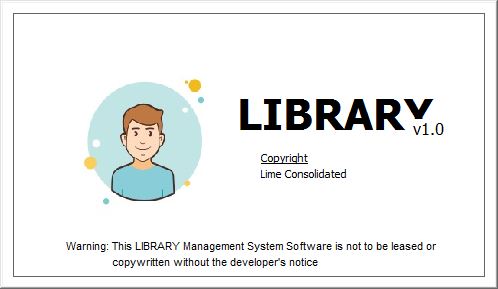 LIBRARY
v1.0
Copyright
Lime Consolidated
Warning: This LIBRARY Management System Software is not to be leased or
copywritten without the developer's notice